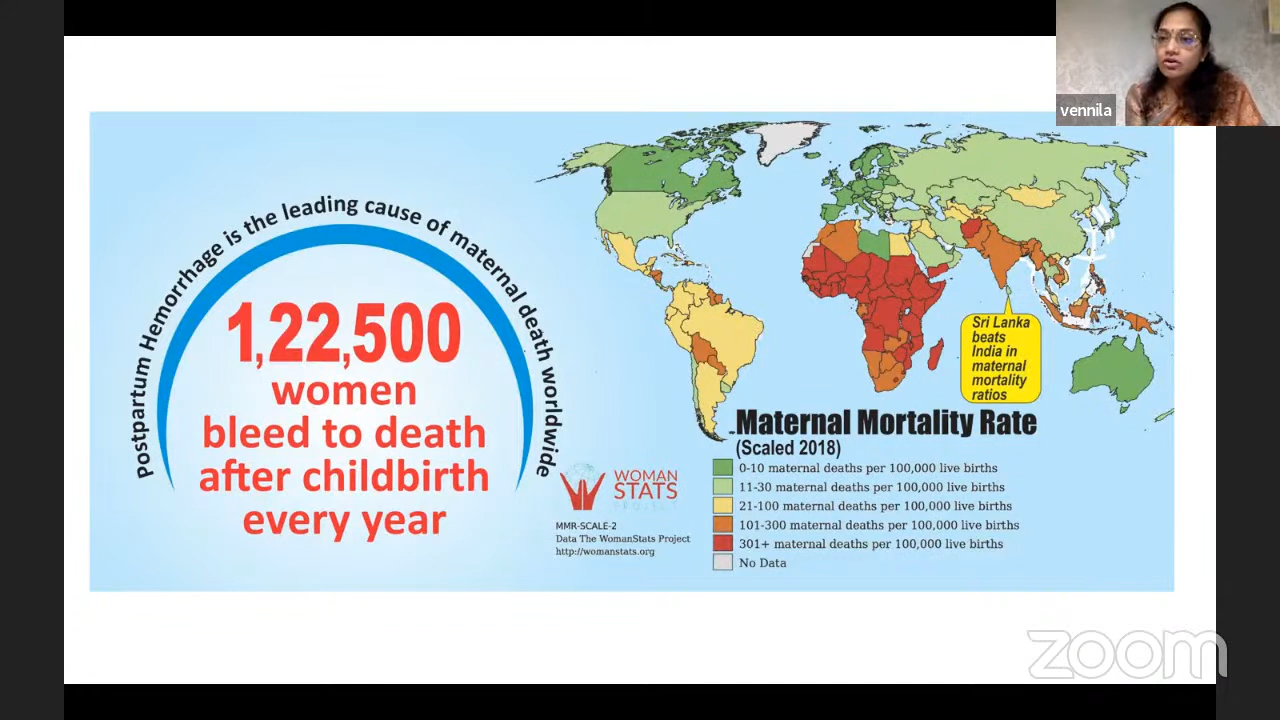 vennila
Postpartum Hemorrhage is the leading cause of maternal death worldwide
1,22,500
women
bleed to death
after childbirth
every year
Sri Lanka
beats
India in
maternal
mortality
ratios
Maternal Mortality Rate
(Scaled 2018)
0-10 maternal deaths per 100,000 live births
11-30 maternal deaths per 100,000 live births
21-100 maternal deaths per 100,000 live births
101-300 maternal deaths per 100,000 live births
301+ maternal deaths per 100,000 live births
No Data
WOMAN
STATS
PROJECT
MMR-SCALE-2
Data The WomanStats Project
http://womanstats.org
zoom